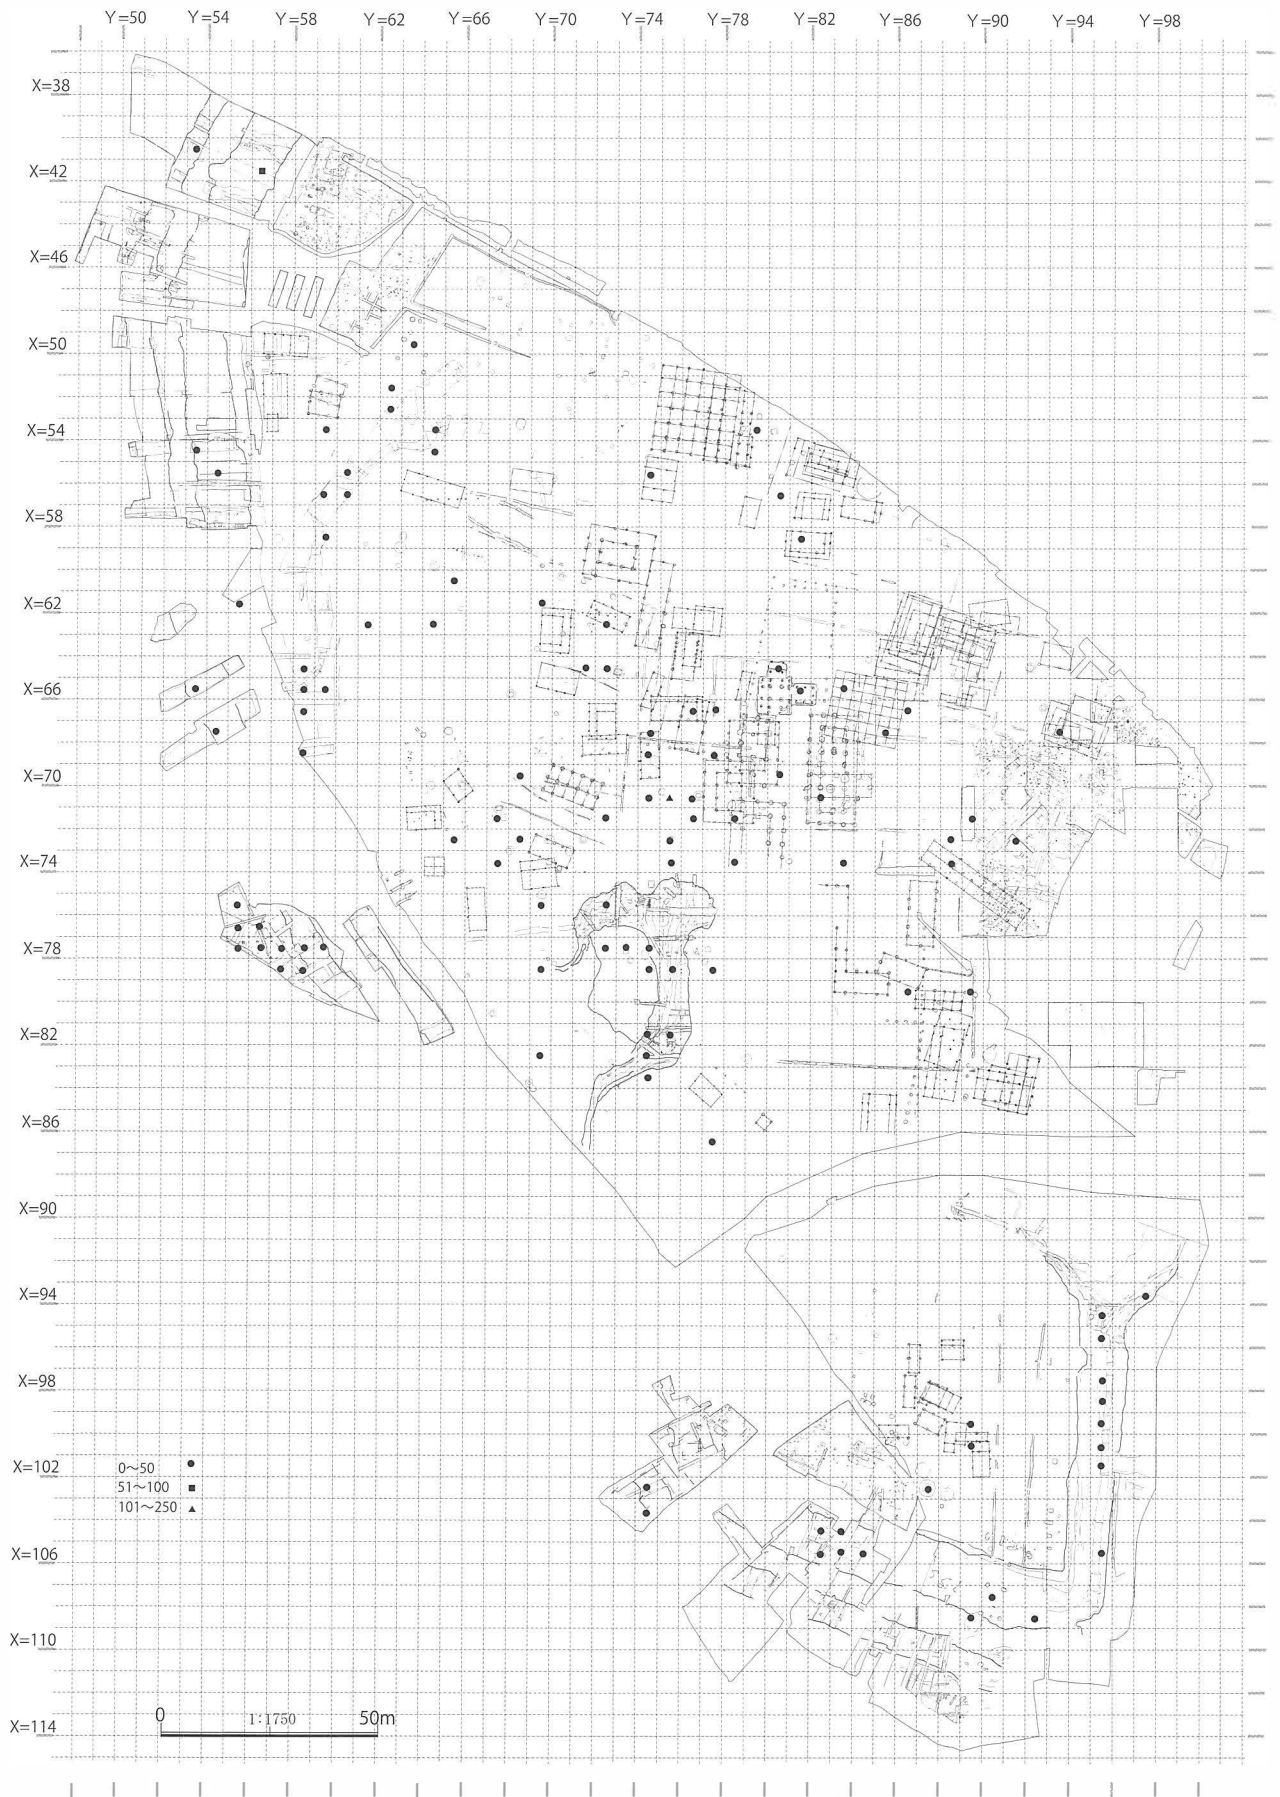 Y=50 Y=54 Y=58 Y=62 Y=66 Y=70 Y=74 Y=78 Y=82 Y=86 Y=90 Y=94 Y=98
X=38
X=42
X=46
X=50
X=54
X=58
X=62
X=66
X=70
X=74
X=78
X=82
X=86
X=90
X=94
X=98
X=102
0〜50
51〜100
101〜250
X=106
X=110
X=114
0 1:1750 50m